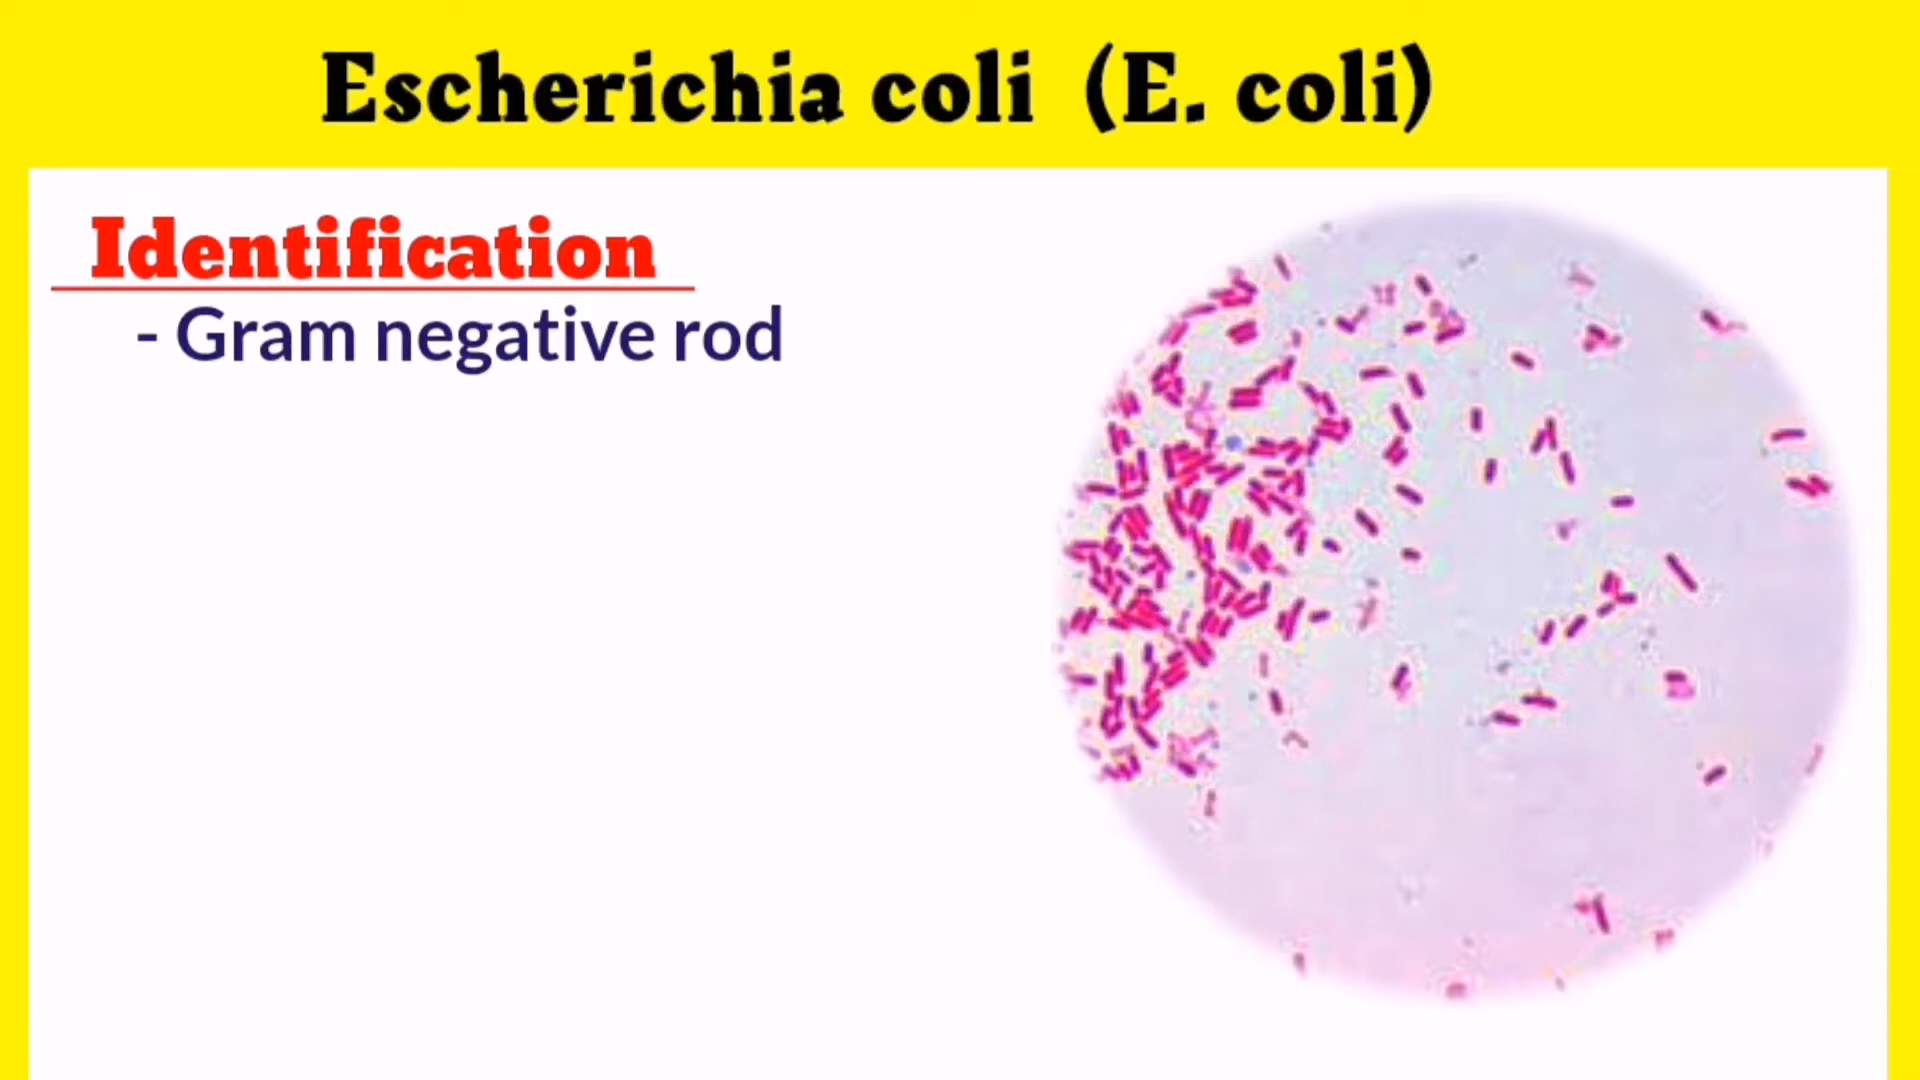 Escherichia coli (E. coli)
Identification
- Gram negative rod